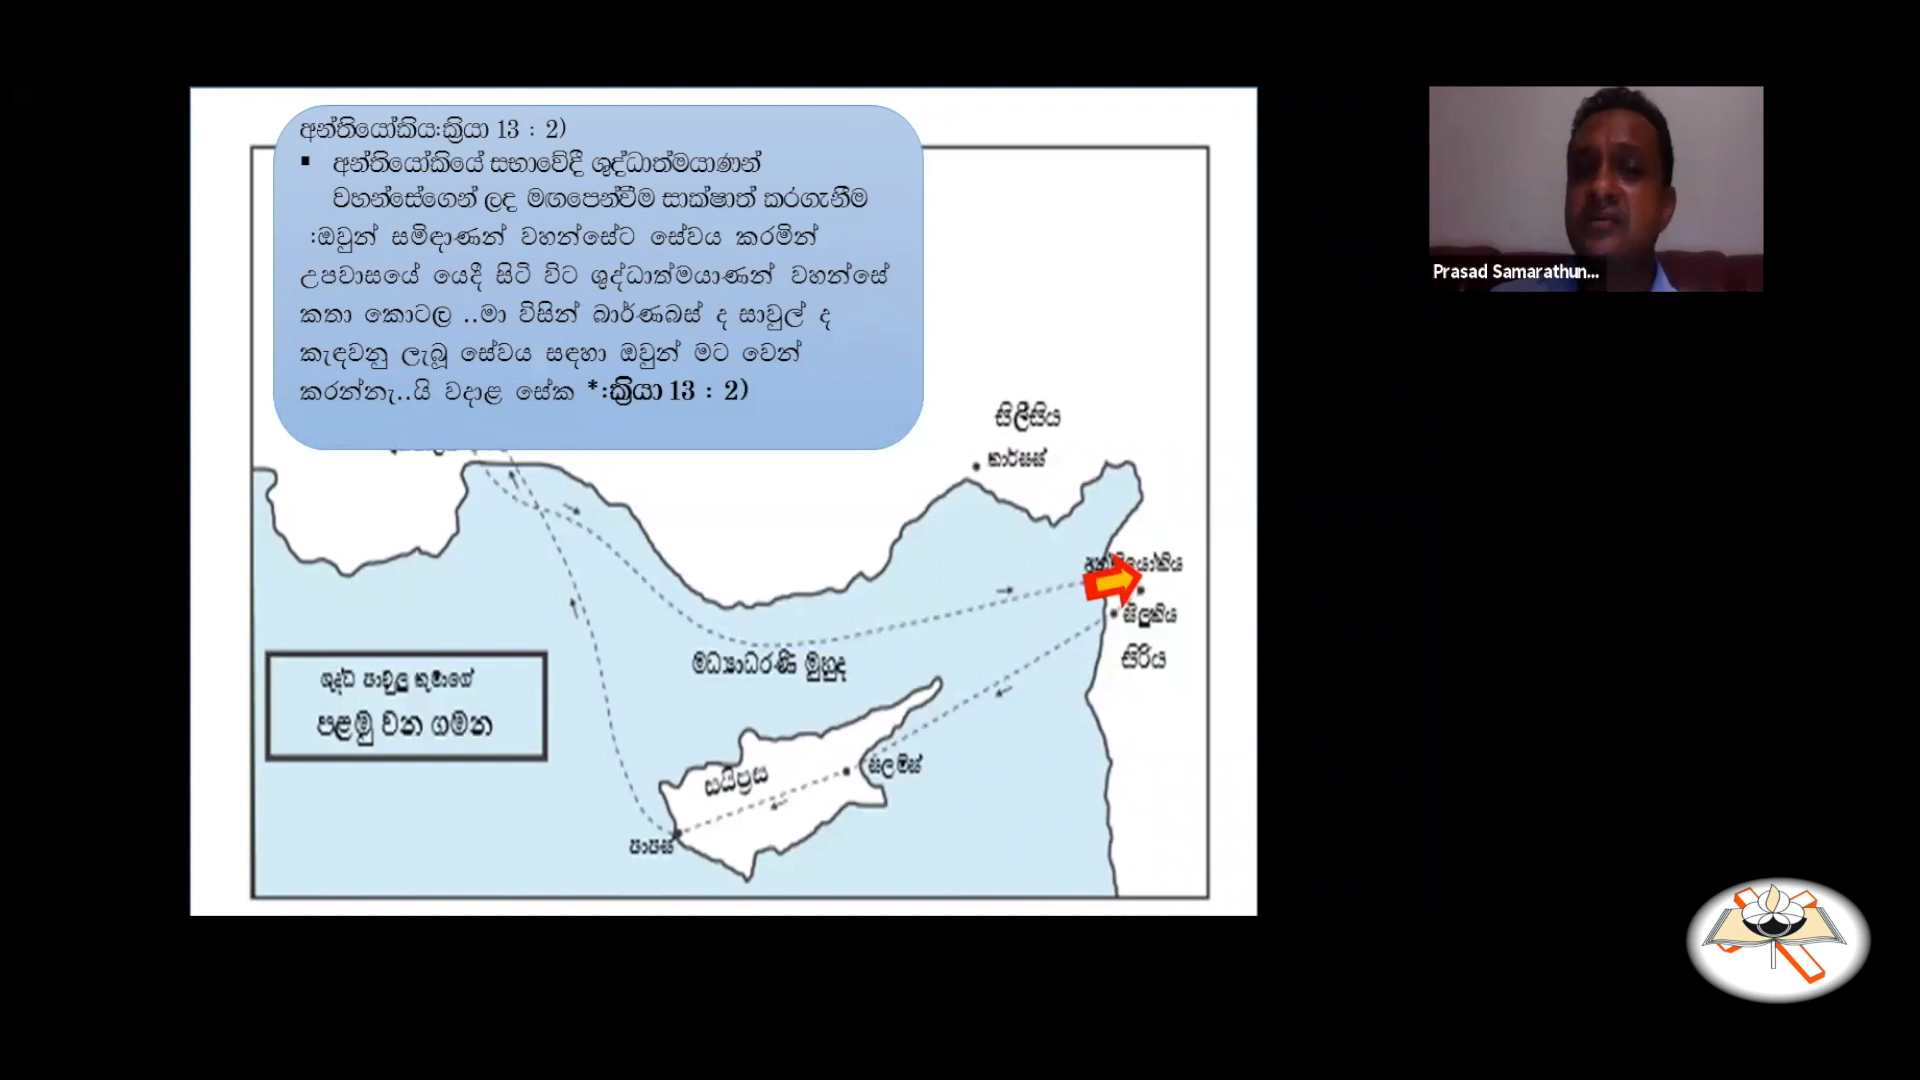 අන්තියෝකිය:ක්‍රියා 13 : 2)
▪ අන්තියෝකියේ සභාවේදී ශුද්ධාත්මයාණන්
වහන්සේගෙන් ලද මඟපෙන්වීම සාක්ෂාත් කරගැනීම
:ඔවුන් සමිඳාණන් වහන්සේට සේවය කරමින්
උපවාසයේ යෙදී සිටි විට ශුද්ධාත්මයාණන් වහන්සේ
කතා කොටල ..මා විසින් බාර්ණබස් ද සාවුල් ද
කැඳවනු ලැබූ සේවය සඳහා ඔවුන් මට වෙන්
කරන්නැ..යි වදාළ සේක *:ක්‍රියා 13 : 2)
සිලීසිය
තාර්සස්
අන්තියෝකිය
සිලුකිය
සිරිය
මධ්‍යාධරණී මුහුද
ශුද්ධ පාවුලු තුමාගේ
පළමු වන ගමන
සයිප්‍රස
සලමිස්
පාපස්
Prasad Samarathun...